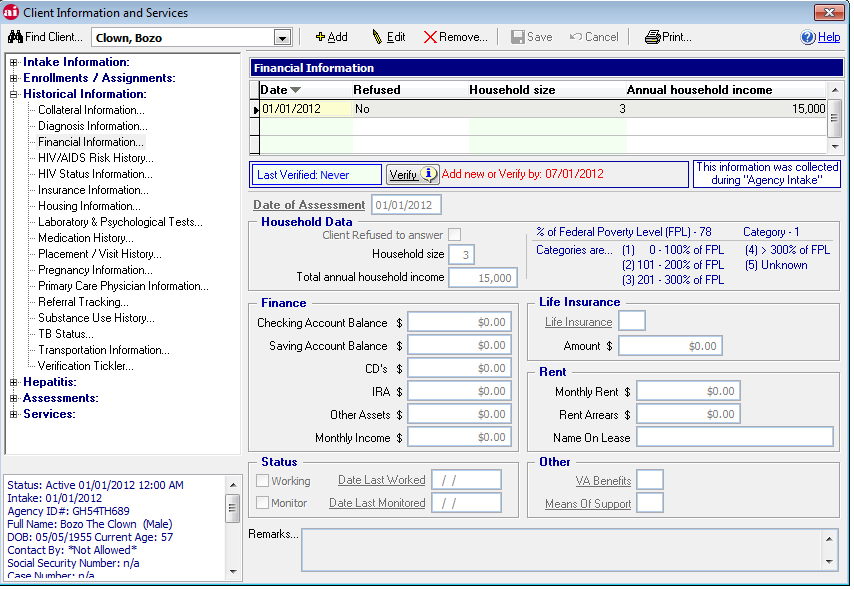 ai Client Information and Services
Find Client... Clown, Bozo Add Edit Remove... Save Cancel Print... Help
Intake Information:
Enrollments / Assignments:
Historical Information:
Collateral Information...
Diagnosis Information...
Financial Information...
HIV/AIDS Risk History...
HIV Status Information...
Insurance Information...
Housing Information...
Laboratory & Psychological Tests...
Medication History...
Placement / Visit History...
Pregnancy Information...
Primary Care Physician Information...
Referral Tracking...
Substance Use History...
TB Status...
Transportation Information...
Verification Tickler...
Hepatitis:
Assessments:
Services:
Status: Active 01/01/2012 12:00 AM
Intake: 01/01/2012
Agency ID#: GH54TH689
Full Name: Bozo The Clown (Male)
DOB: 05/05/1955 Current Age: 57
Contact By: *Not Allowed*
Social Security Number: n/a
Case Number: n/a
Financial Information
Date Refused Household size Annual household income
01/01/2012 No 3 15,000
Last Verified: Never Verify Add new or Verify by: 07/01/2012
This information was collected
during "Agency Intake"
Date of Assessment 01/01/2012
Household Data
Client Refused to answer
Household size 3
Total annual household income 15,000
% of Federal Poverty Level (FPL) - 78 Category - 1
Categories are... (1) 0 - 100% of FPL (4) > 300% of FPL
(2) 101 - 200% of FPL (5) Unknown
(3) 201 - 300% of FPL
Finance
Checking Account Balance $ $0.00
Saving Account Balance $ $0.00
CD's $ $0.00
IRA $ $0.00
Other Assets $ $0.00
Monthly Income $ $0.00
Life Insurance
Life Insurance
Amount $ $0.00
Rent
Monthly Rent $ $0.00
Rent Arrears $ $0.00
Name On Lease
Status
Working Date Last Worked / /
Monitor Date Last Monitored / /
Other
VA Benefits
Means Of Support
Remarks...